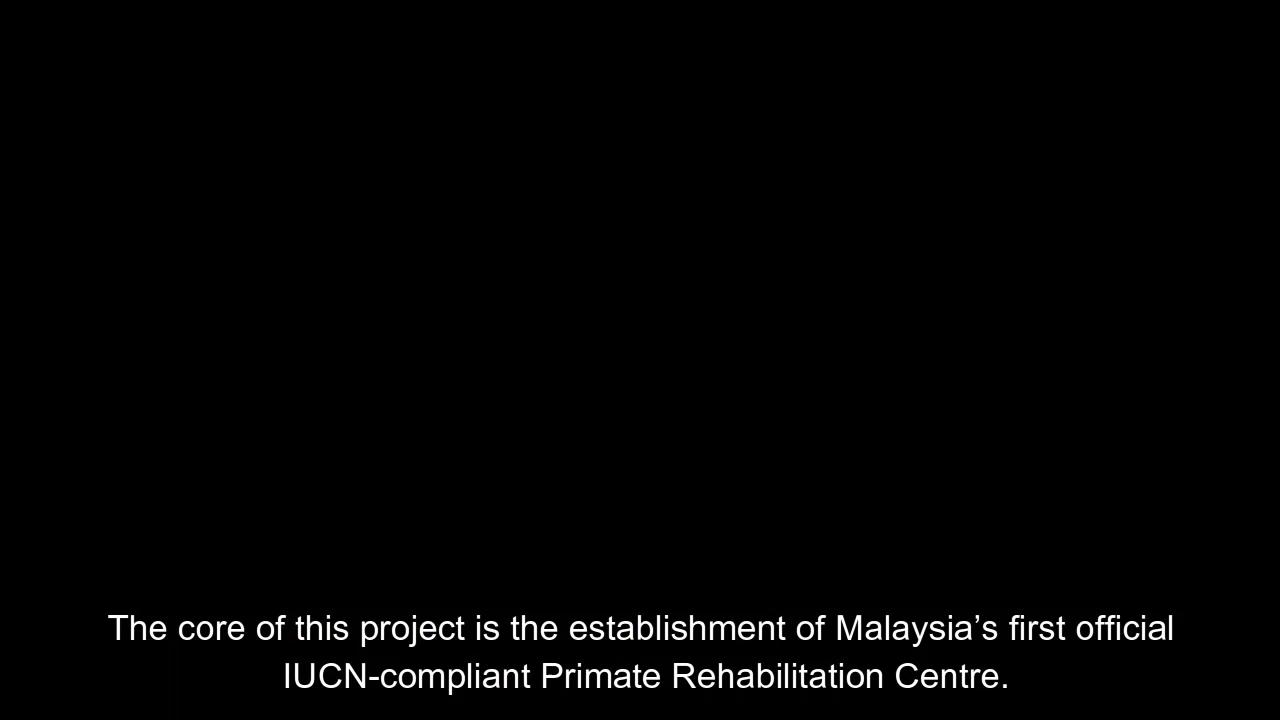 The core of this project is the establishment of Malaysia’s first official
IUCN-compliant Primate Rehabilitation Centre.